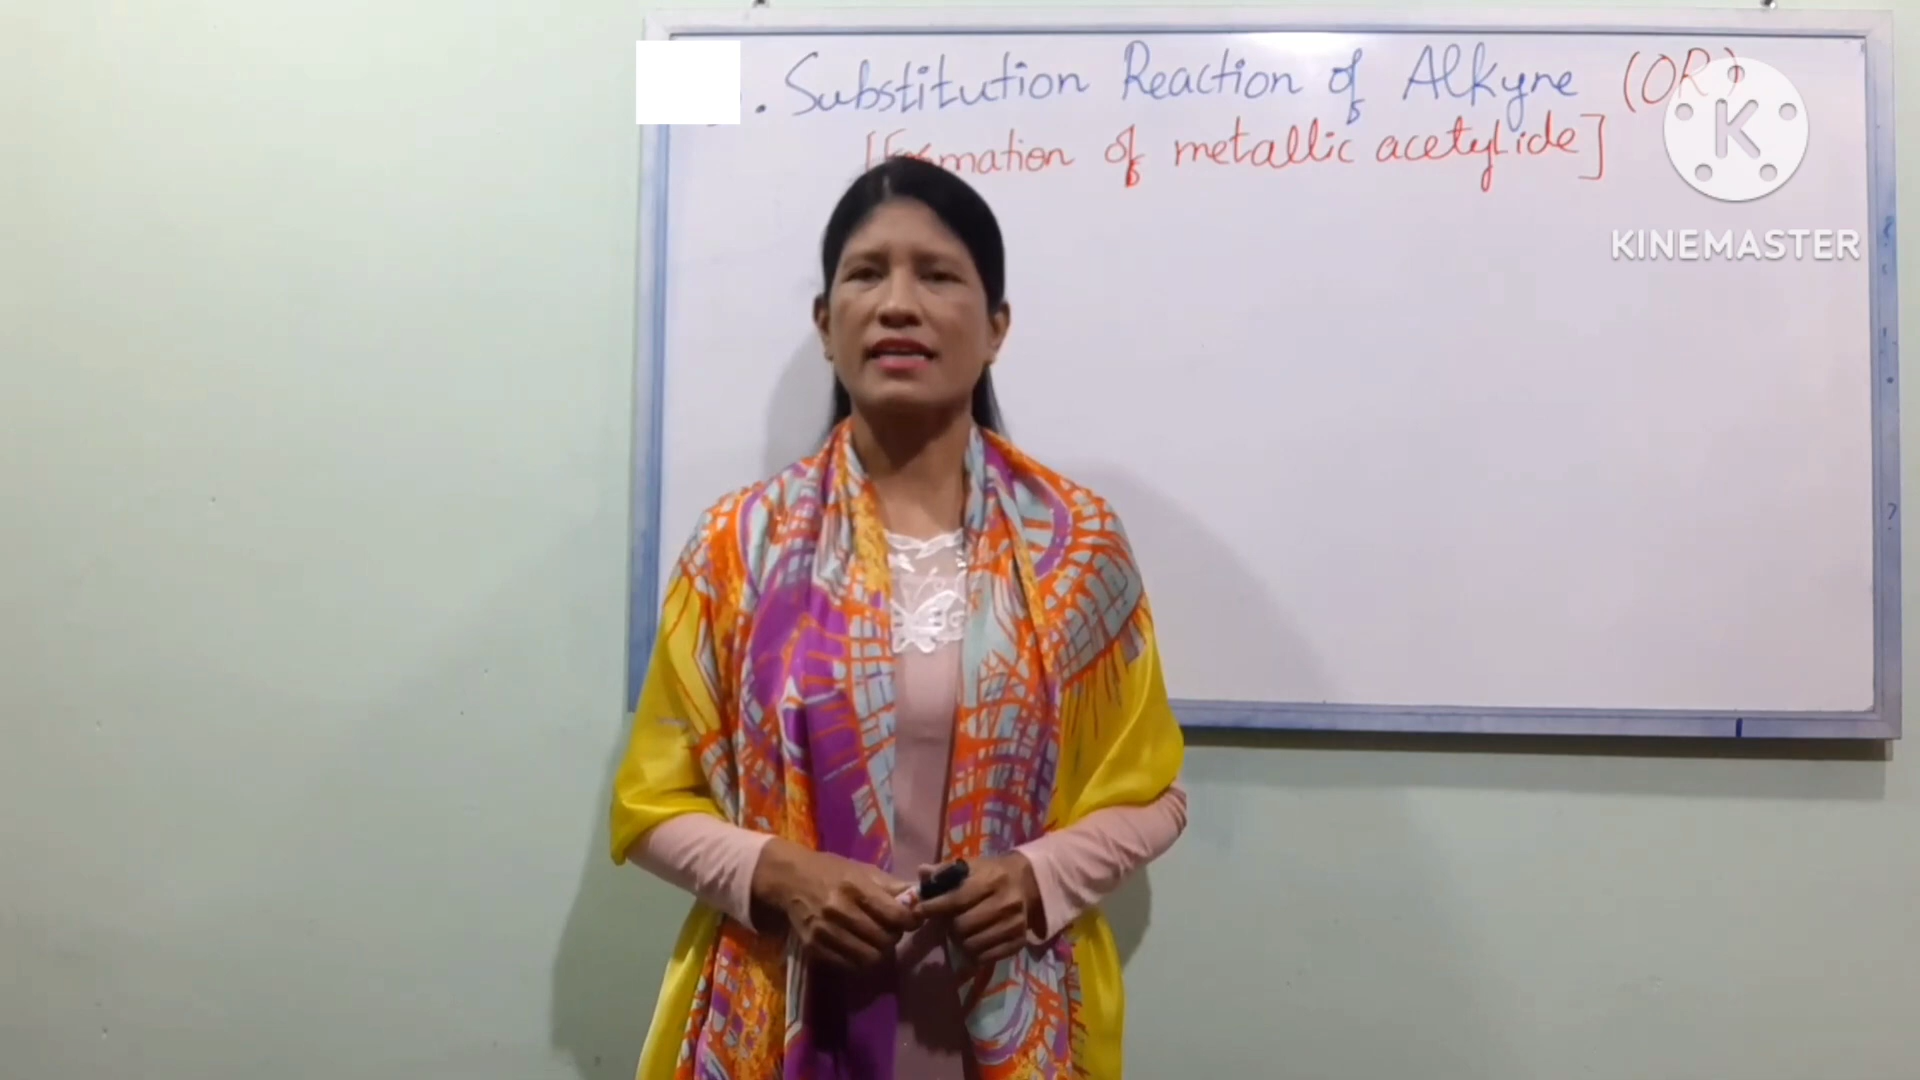 . Substitution Reaction of Alkyne (OR)
[Formation of metallic acetylide]
K
KINEMASTER